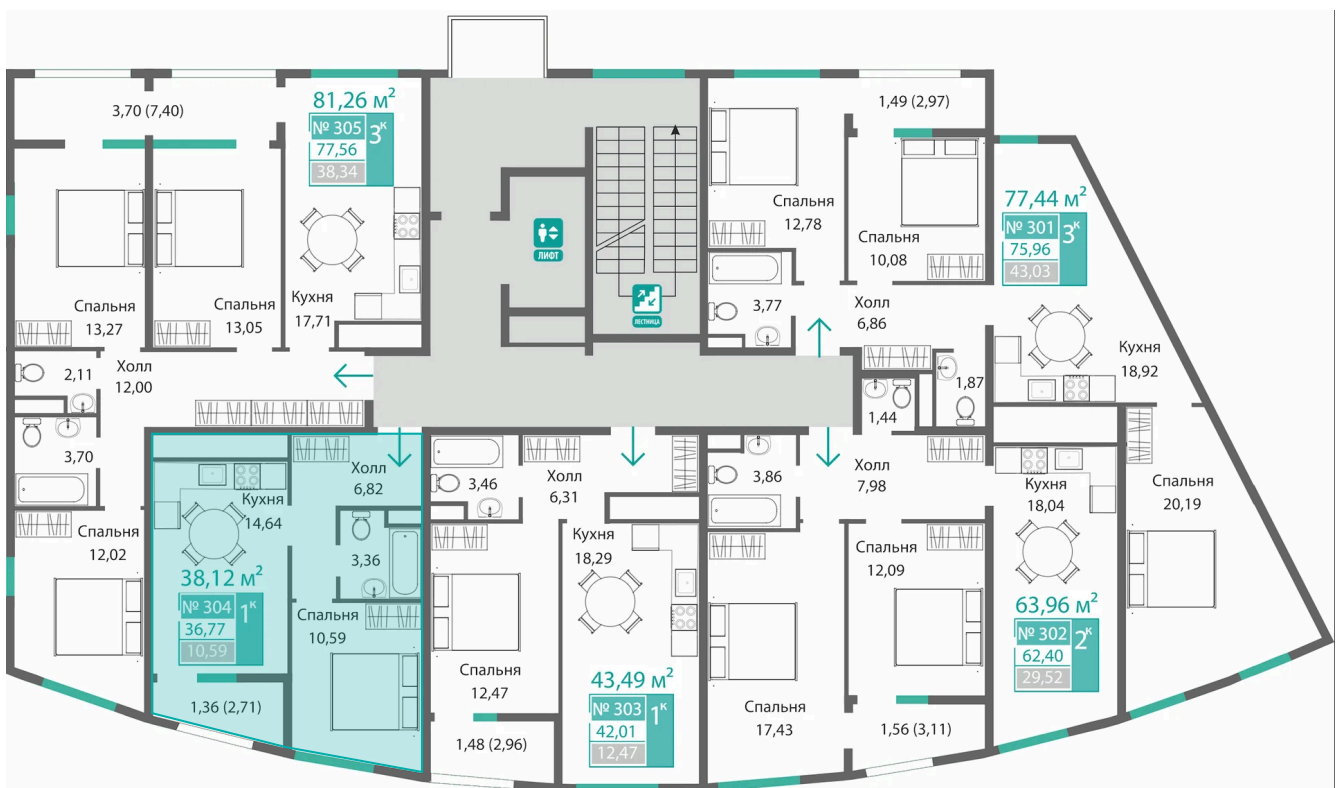 3,70 (7,40)
81,26 м²
№ 305
3к
77,56
38,34
Спальня
13,27
Спальня
13,05
Кухня
17,71
2,11
Холл
12,00
3,70
Спальня
12,02
ЛИФТ
ЛЕСТНИЦА
1,49 (2,97)
Спальня
12,78
Спальня
10,08
77,44 м²
№ 301
3к
75,96
43,03
3,77
Холл
6,86
Кухня
18,92
1,87
1,44
Холл
6,82
Кухня
14,64
3,36
38,12 м²
№ 304
1к
36,77
10,59
Спальня
10,59
1,36 (2,71)
3,46
Холл
6,31
Кухня
18,29
Спальня
12,47
43,49 м²
№ 303
1к
42,01
12,47
1,48 (2,96)
3,86
Холл
7,98
Кухня
18,04
Спальня
20,19
Спальня
12,09
63,96 м²
№ 302
2к
62,40
29,52
Спальня
17,43
1,56 (3,11)